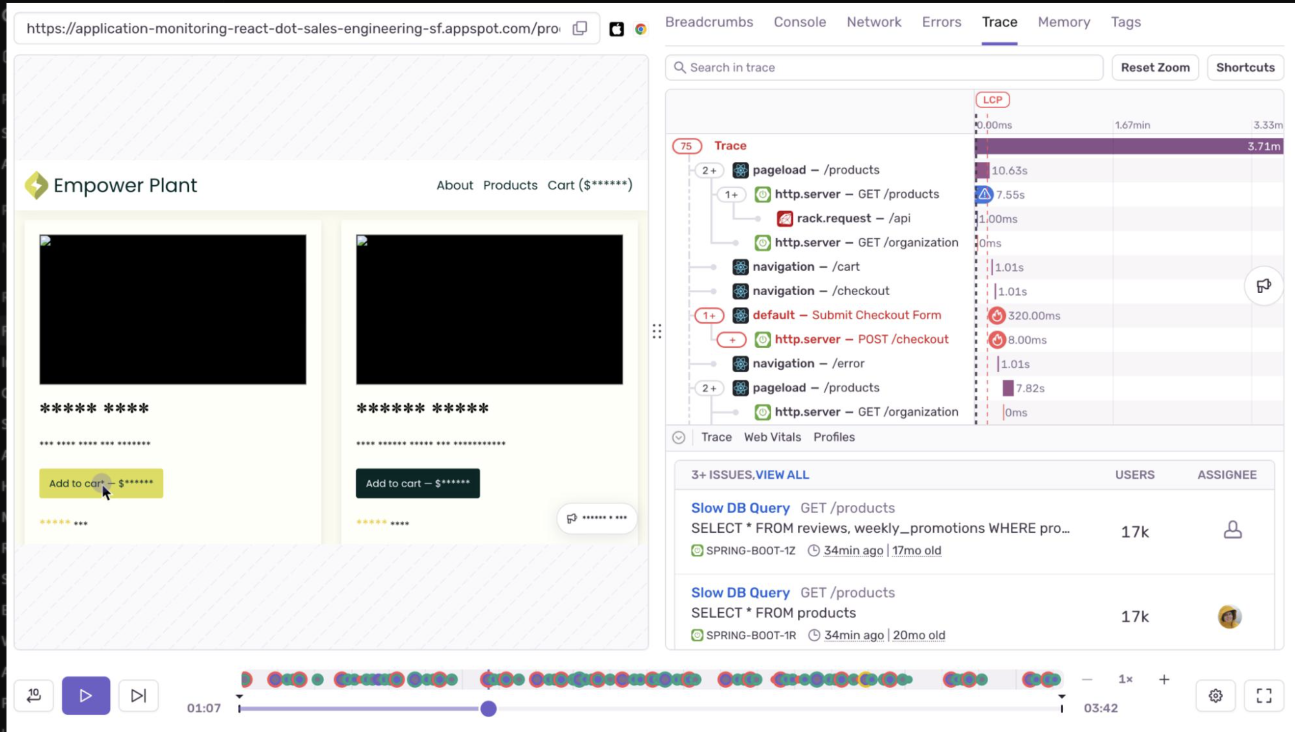 https://application-monitoring-react-dot-sales-engineering-sf.appspot.com/pro
Empower Plant
About Products Cart ($******)
***** ****
*** **** **** *** *******
Add to cart – $******
***** ***
****** *****
**** ****** ***** *** ***********
Add to cart – $******
***** ****
****** • ***
Breadcrumbs Console Network Errors Trace Memory Tags
Search in trace
Reset Zoom
Shortcuts
LCP
0.00ms 1.67min 3.33m
75 Trace 3.71m
2+ pageload – /products 10.63s
1+ http.server – GET /products 7.55s
rack.request – /api 1.00ms
http.server – GET /organization 0ms
navigation – /cart 1.01s
navigation – /checkout 1.01s
1+ default – Submit Checkout Form 320.00ms
+ http.server – POST /checkout 8.00ms
navigation – /error 1.01s
2+ pageload – /products 7.82s
http.server – GET /organization 0ms
Trace Web Vitals Profiles
3+ ISSUES, VIEW ALL USERS ASSIGNEE
Slow DB Query GET /products
SELECT * FROM reviews, weekly_promotions WHERE pro...
17k
SPRING-BOOT-1Z 34min ago | 17mo old
Slow DB Query GET /products
SELECT * FROM products
17k
SPRING-BOOT-1R 34min ago | 20mo old
10
01:07
03:42
− 1× +